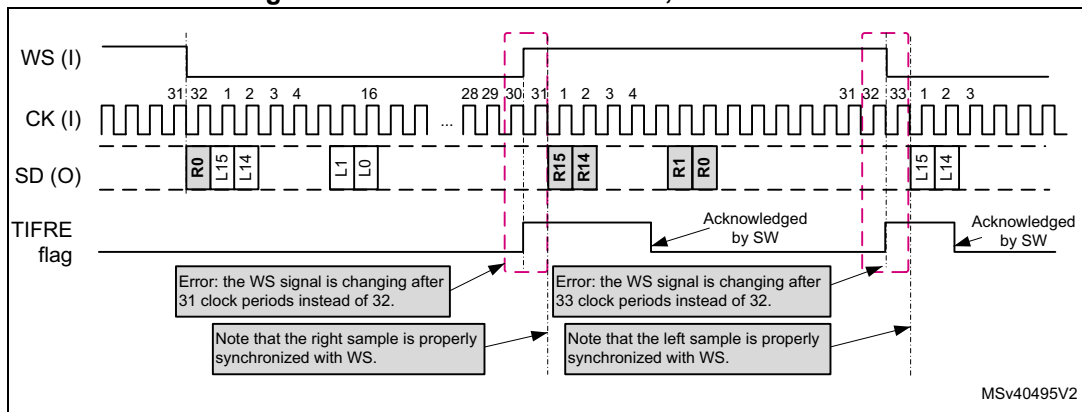 WS (I)
31 32 1 2 3 4 16 28 29 30 31 1 2 3 4 31 32 33 1 2 3
CK (I)
...
SD (O)
R0 L15 L14 L1 L0 R15 R14 R1 R0 L15 L14
TIFRE
flag
Acknowledged
by SW
Acknowledged
by SW
Error: the WS signal is changing after
31 clock periods instead of 32.
Error: the WS signal is changing after
33 clock periods instead of 32.
Note that the right sample is properly
synchronized with WS.
Note that the left sample is properly
synchronized with WS.
MSv40495V2